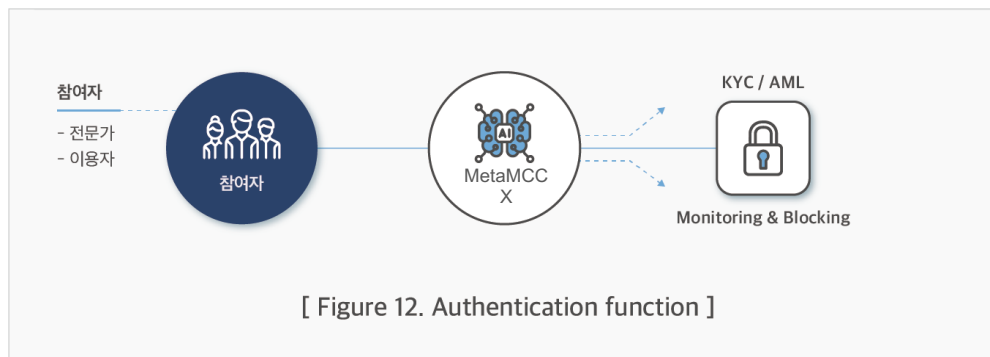 참여자
- 전문가
- 이용자
참여자
AI
MetaMCC
X
KYC / AML
Monitoring & Blocking
[ Figure 12. Authentication function ]